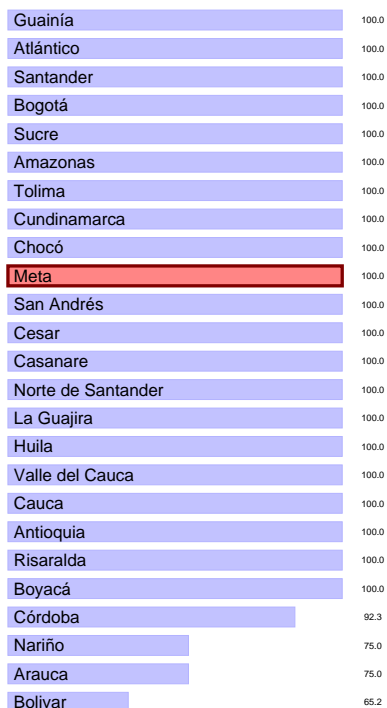 Guainía 100.0
Atlántico 100.0
Santander 100.0
Bogotá 100.0
Sucre 100.0
Amazonas 100.0
Tolima 100.0
Cundinamarca 100.0
Chocó 100.0
Meta 100.0
San Andrés 100.0
Cesar 100.0
Casanare 100.0
Norte de Santander 100.0
La Guajira 100.0
Huila 100.0
Valle del Cauca 100.0
Cauca 100.0
Antioquia 100.0
Risaralda 100.0
Boyacá 100.0
Córdoba 92.3
Nariño 75.0
Arauca 75.0
Bolivar 65.2